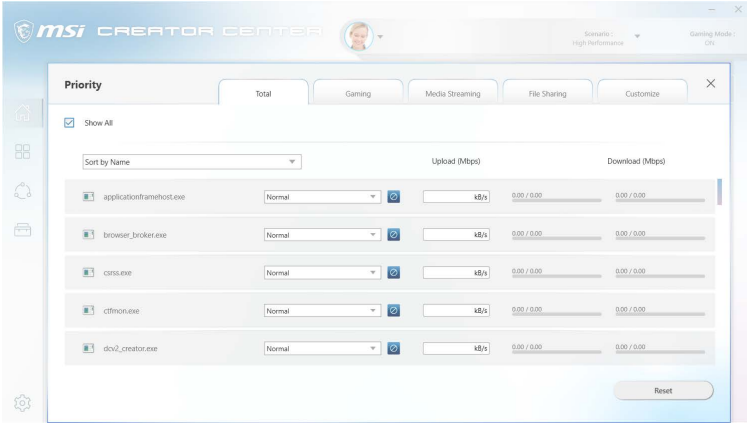 msi CREATOR CENTER
Scenario :
High Performance
Gaming Mode :
ON
Priority
Total
Gaming
Media Streaming
File Sharing
Customize
Show All
Sort by Name
Upload (Mbps)
Download (Mbps)
applicationframehost.exe Normal kB/s 0.00 / 0.00 0.00 / 0.00
browser_broker.exe Normal kB/s 0.00 / 0.00 0.00 / 0.00
csrss.exe Normal kB/s 0.00 / 0.00 0.00 / 0.00
ctfmon.exe Normal kB/s 0.00 / 0.00 0.00 / 0.00
dcv2_creator.exe Normal kB/s 0.00 / 0.00 0.00 / 0.00
Reset